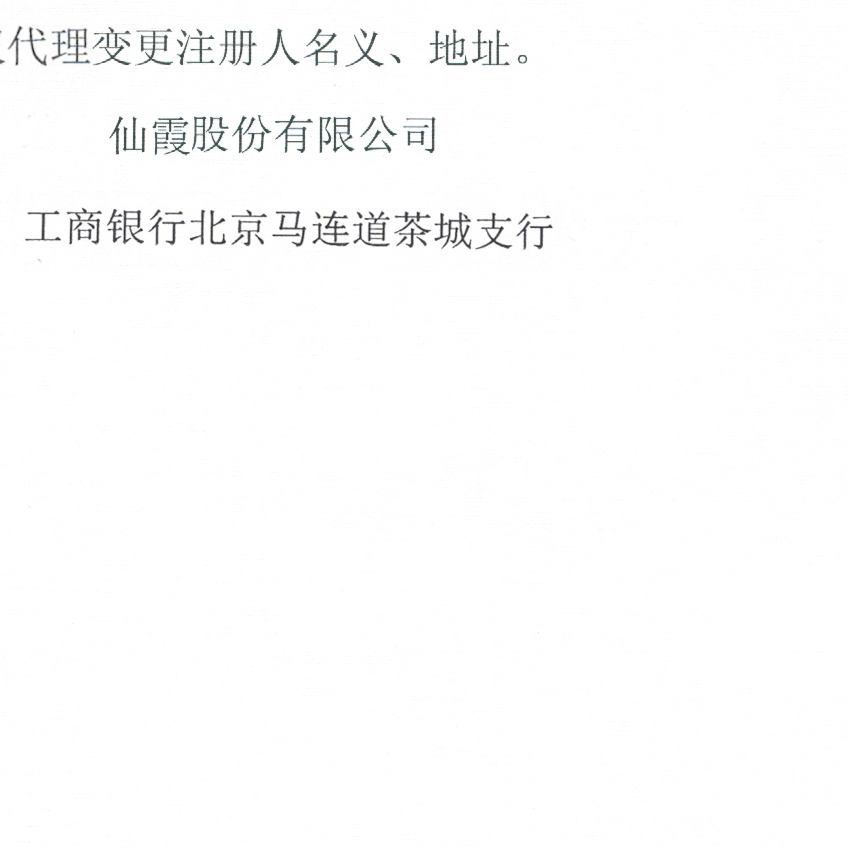 代理变更注册人名义、地址。
仙霞股份有限公司
工商银行北京马连道茶城支行